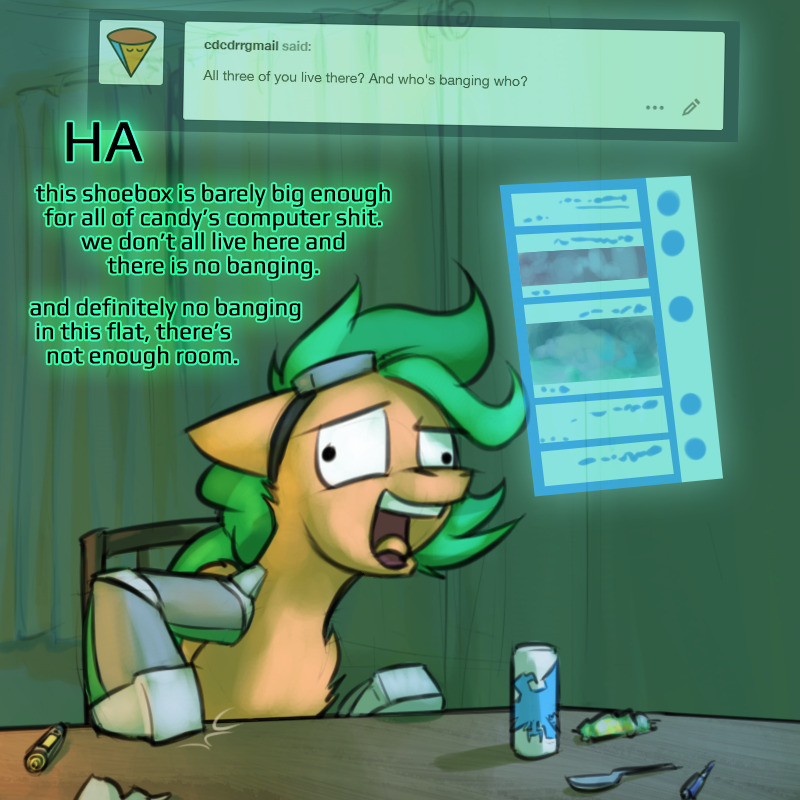 cdcdrrgmail said:
All three of you live there? And who's banging who?
HA
this shoebox is barely big enough
for all of candy's computer shit.
we don't all live here and
there is no banging.
and definitely no banging
in this flat, there's
not enough room.